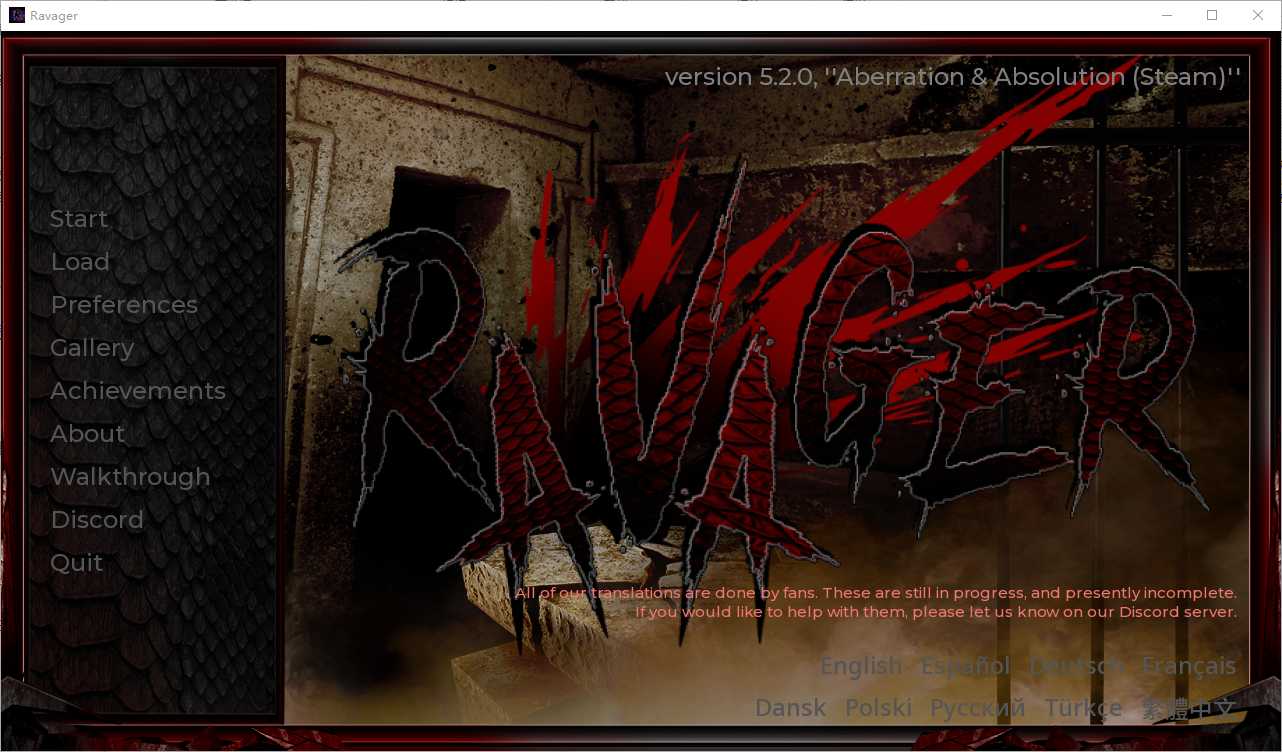 Ravager
version 5.2.0, ''Aberration & Absolution (Steam)''
Start
Load
Preferences
Gallery
Achievements
About
Walkthrough
Discord
Quit
RAVAGER
All of our translations are done by fans. These are still in progress, and presently incomplete.
If you would like to help with them, please let us know on our Discord server.
English Español Deutsch Français
Dansk Polski Русский Türkçe 繁體中文